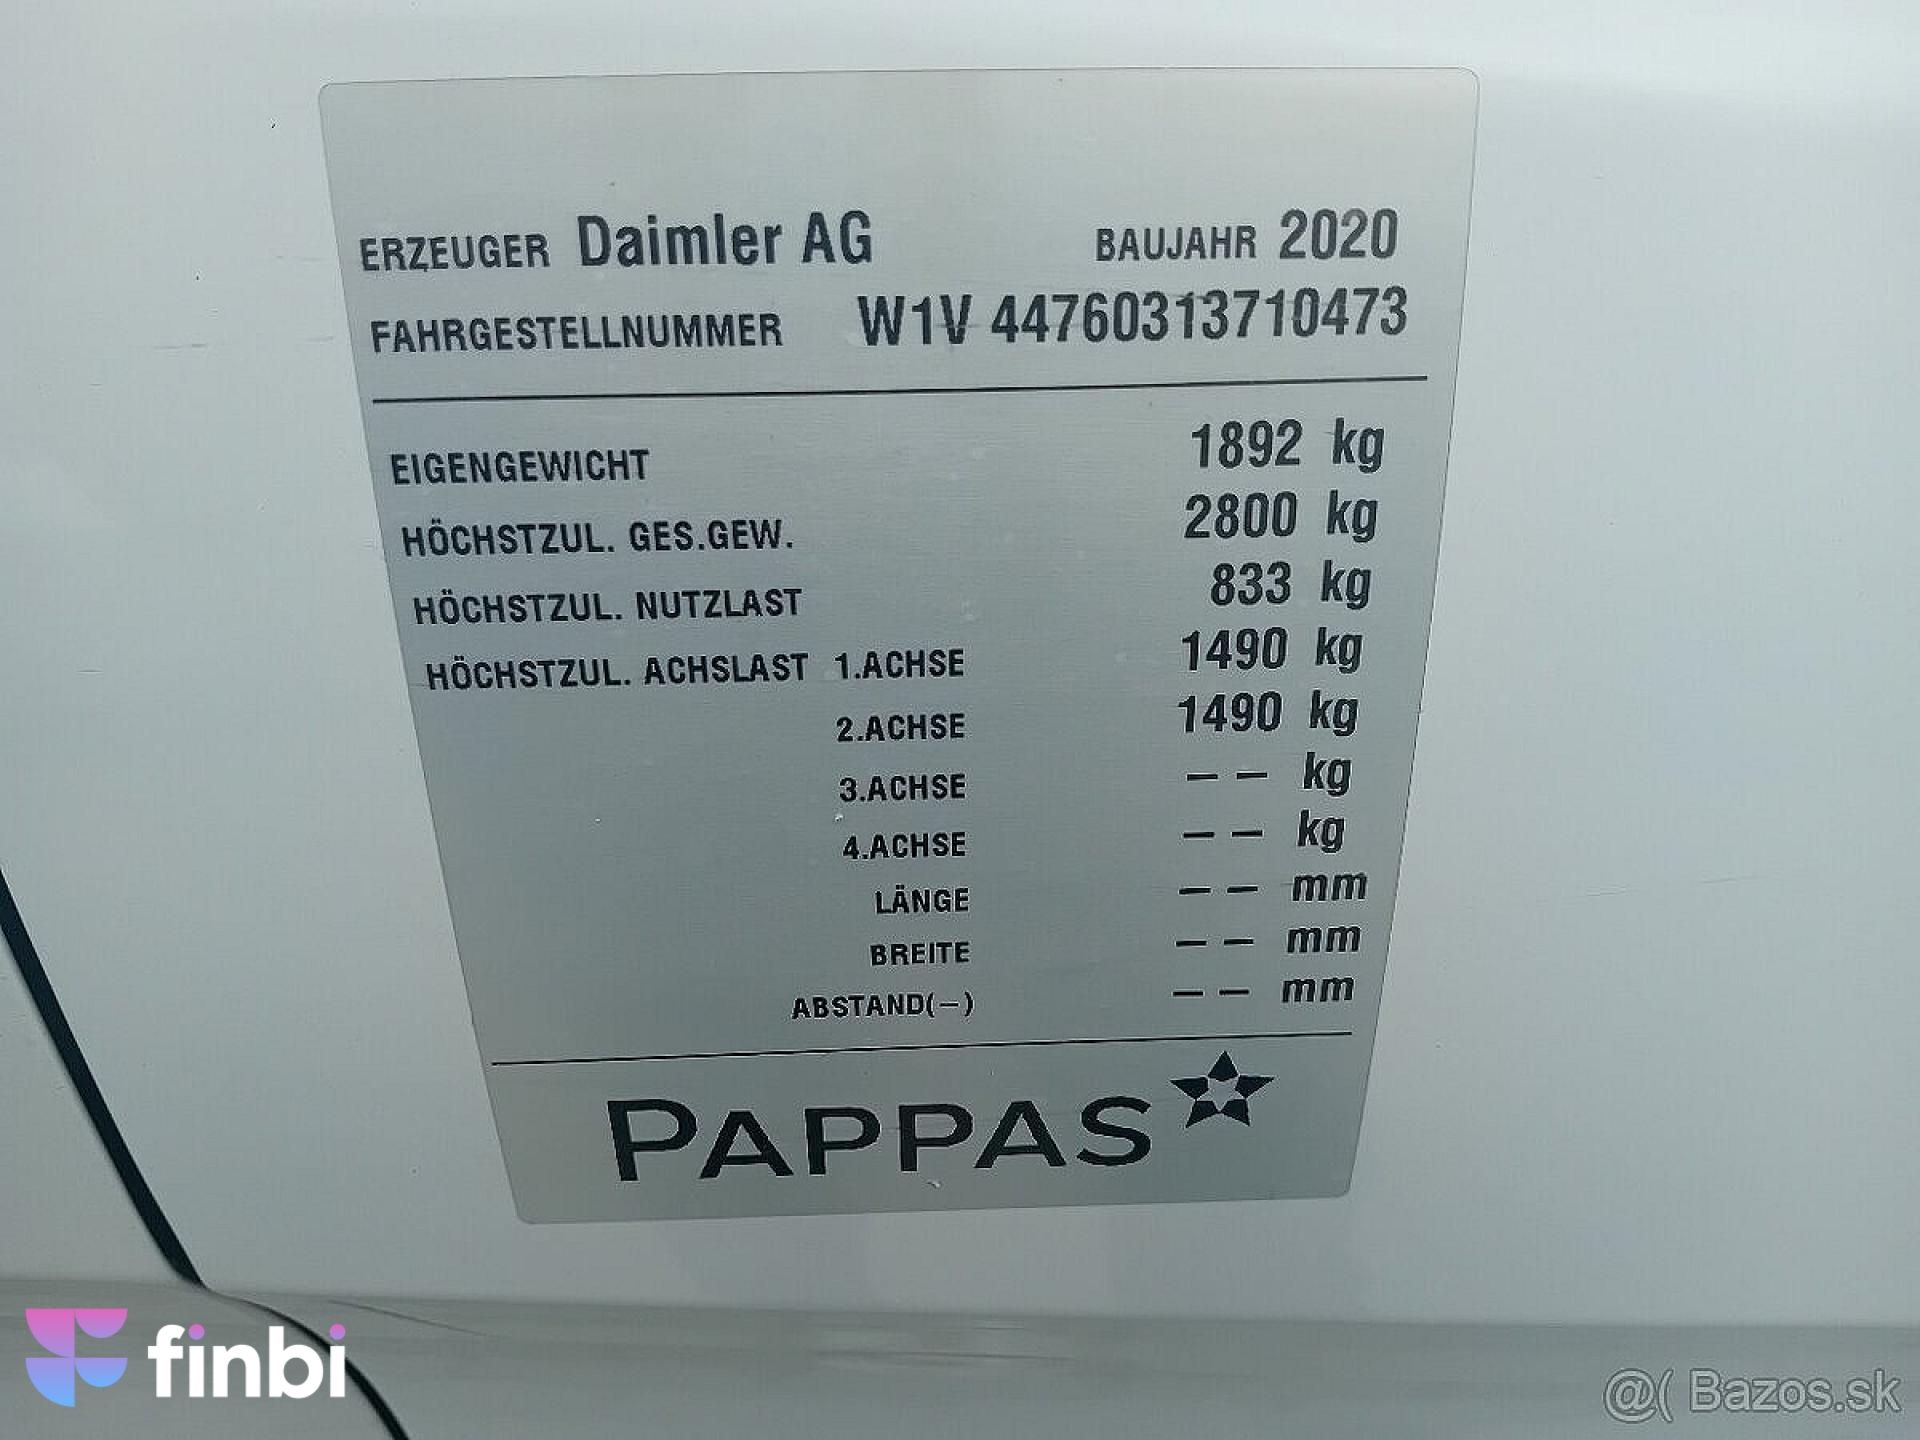 ERZEUGER Daimler AG BAUJAHR 2020
FAHRGESTELLNUMMER W1V 44760313710473
EIGENGEWICHT 1892 kg
HÖCHSTZUL. GES.GEW. 2800 kg
HÖCHSTZUL. NUTZLAST 833 kg
HÖCHSTZUL. ACHSLAST 1.ACHSE 1490 kg
2.ACHSE 1490 kg
3.ACHSE – – kg
4.ACHSE – – kg
LÄNGE – – mm
BREITE – – mm
ABSTAND(–) – – mm
PAPPAS
finbi
@( Bazos.sk